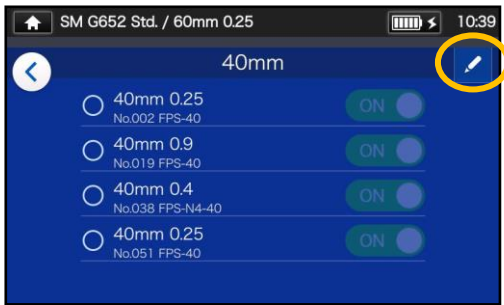 SM G652 Std. / 60mm 0.25 10:39
40mm
40mm 0.25 ON
No.002 FPS-40
40mm 0.9 ON
No.019 FPS-40
40mm 0.4 ON
No.038 FPS-N4-40
40mm 0.25 ON
No.051 FPS-40